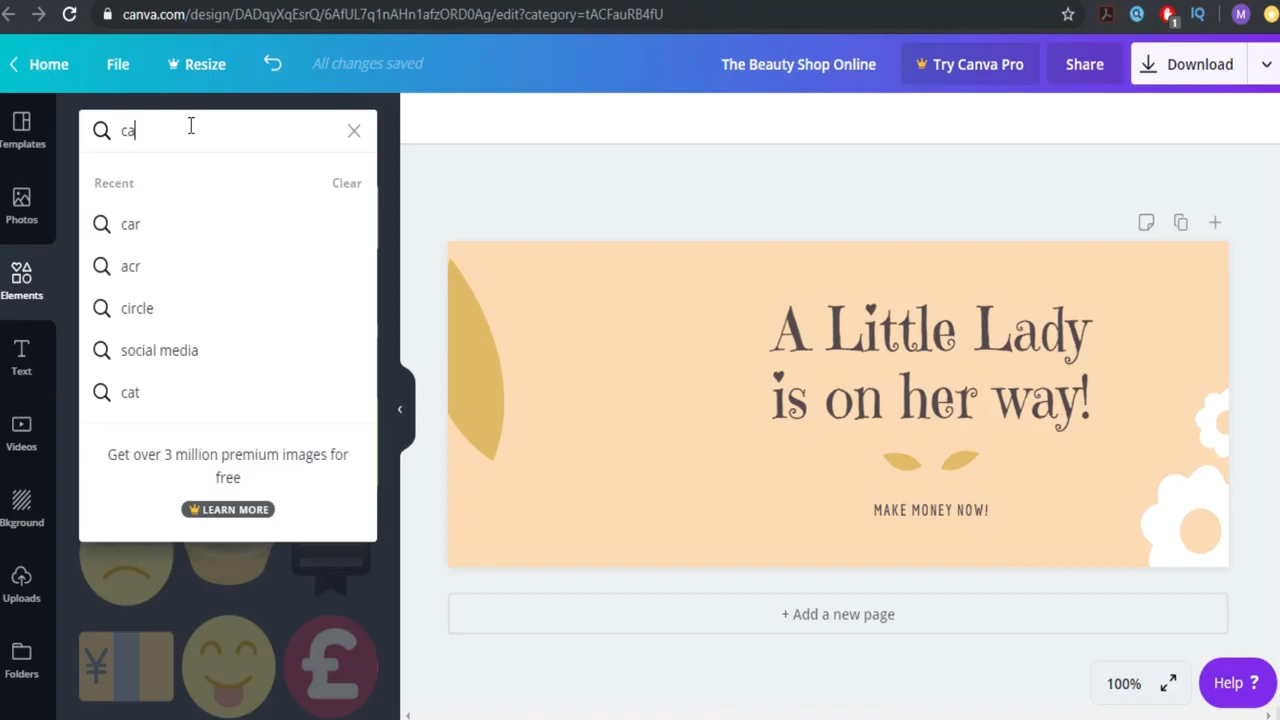 canva.com/design/DADqyXqEsrQ/6AfUL7q1nAHn1afzORD0Ag/edit?category=tACFauRB4fU
1
IQ
M
Home
File
Resize
All changes saved
The Beauty Shop Online
Try Canva Pro
Share
Download
Templates
Photos
Elements
Text
Videos
Bkground
Uploads
Folders
ca
Recent
Clear
car
acr
circle
social media
cat
Get over 3 million premium images for
free
LEARN MORE
¥
£
A Little Lady
is on her way!
MAKE MONEY NOW!
+ Add a new page
100%
Help ?